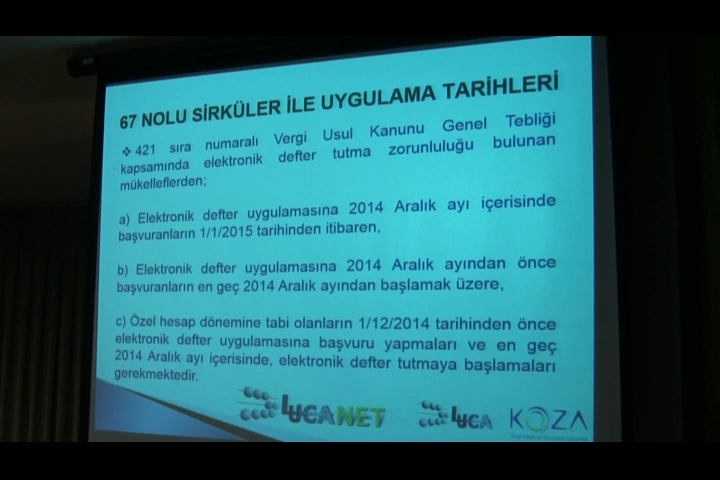 67 NOLU SİRKÜLER İLE UYGULAMA TARİHLERİ
❖ 421 sıra numaralı Vergi Usul Kanunu Genel Tebliği
kapsamında elektronik defter tutma zorunluluğu bulunan
mükelleflerden;
a) Elektronik defter uygulamasına 2014 Aralık ayı içerisinde
başvuranların 1/1/2015 tarihinden itibaren,
b) Elektronik defter uygulamasına 2014 Aralık ayından önce
başvuranların en geç 2014 Aralık ayından başlamak üzere,
c) Özel hesap dönemine tabi olanların 1/12/2014 tarihinden önce
elektronik defter uygulamasına başvuru yapmaları ve en geç
2014 Aralık ayı içerisinde, elektronik defter tutmaya başlamaları
gerekmektedir.
LUCANET LUCA KOZA